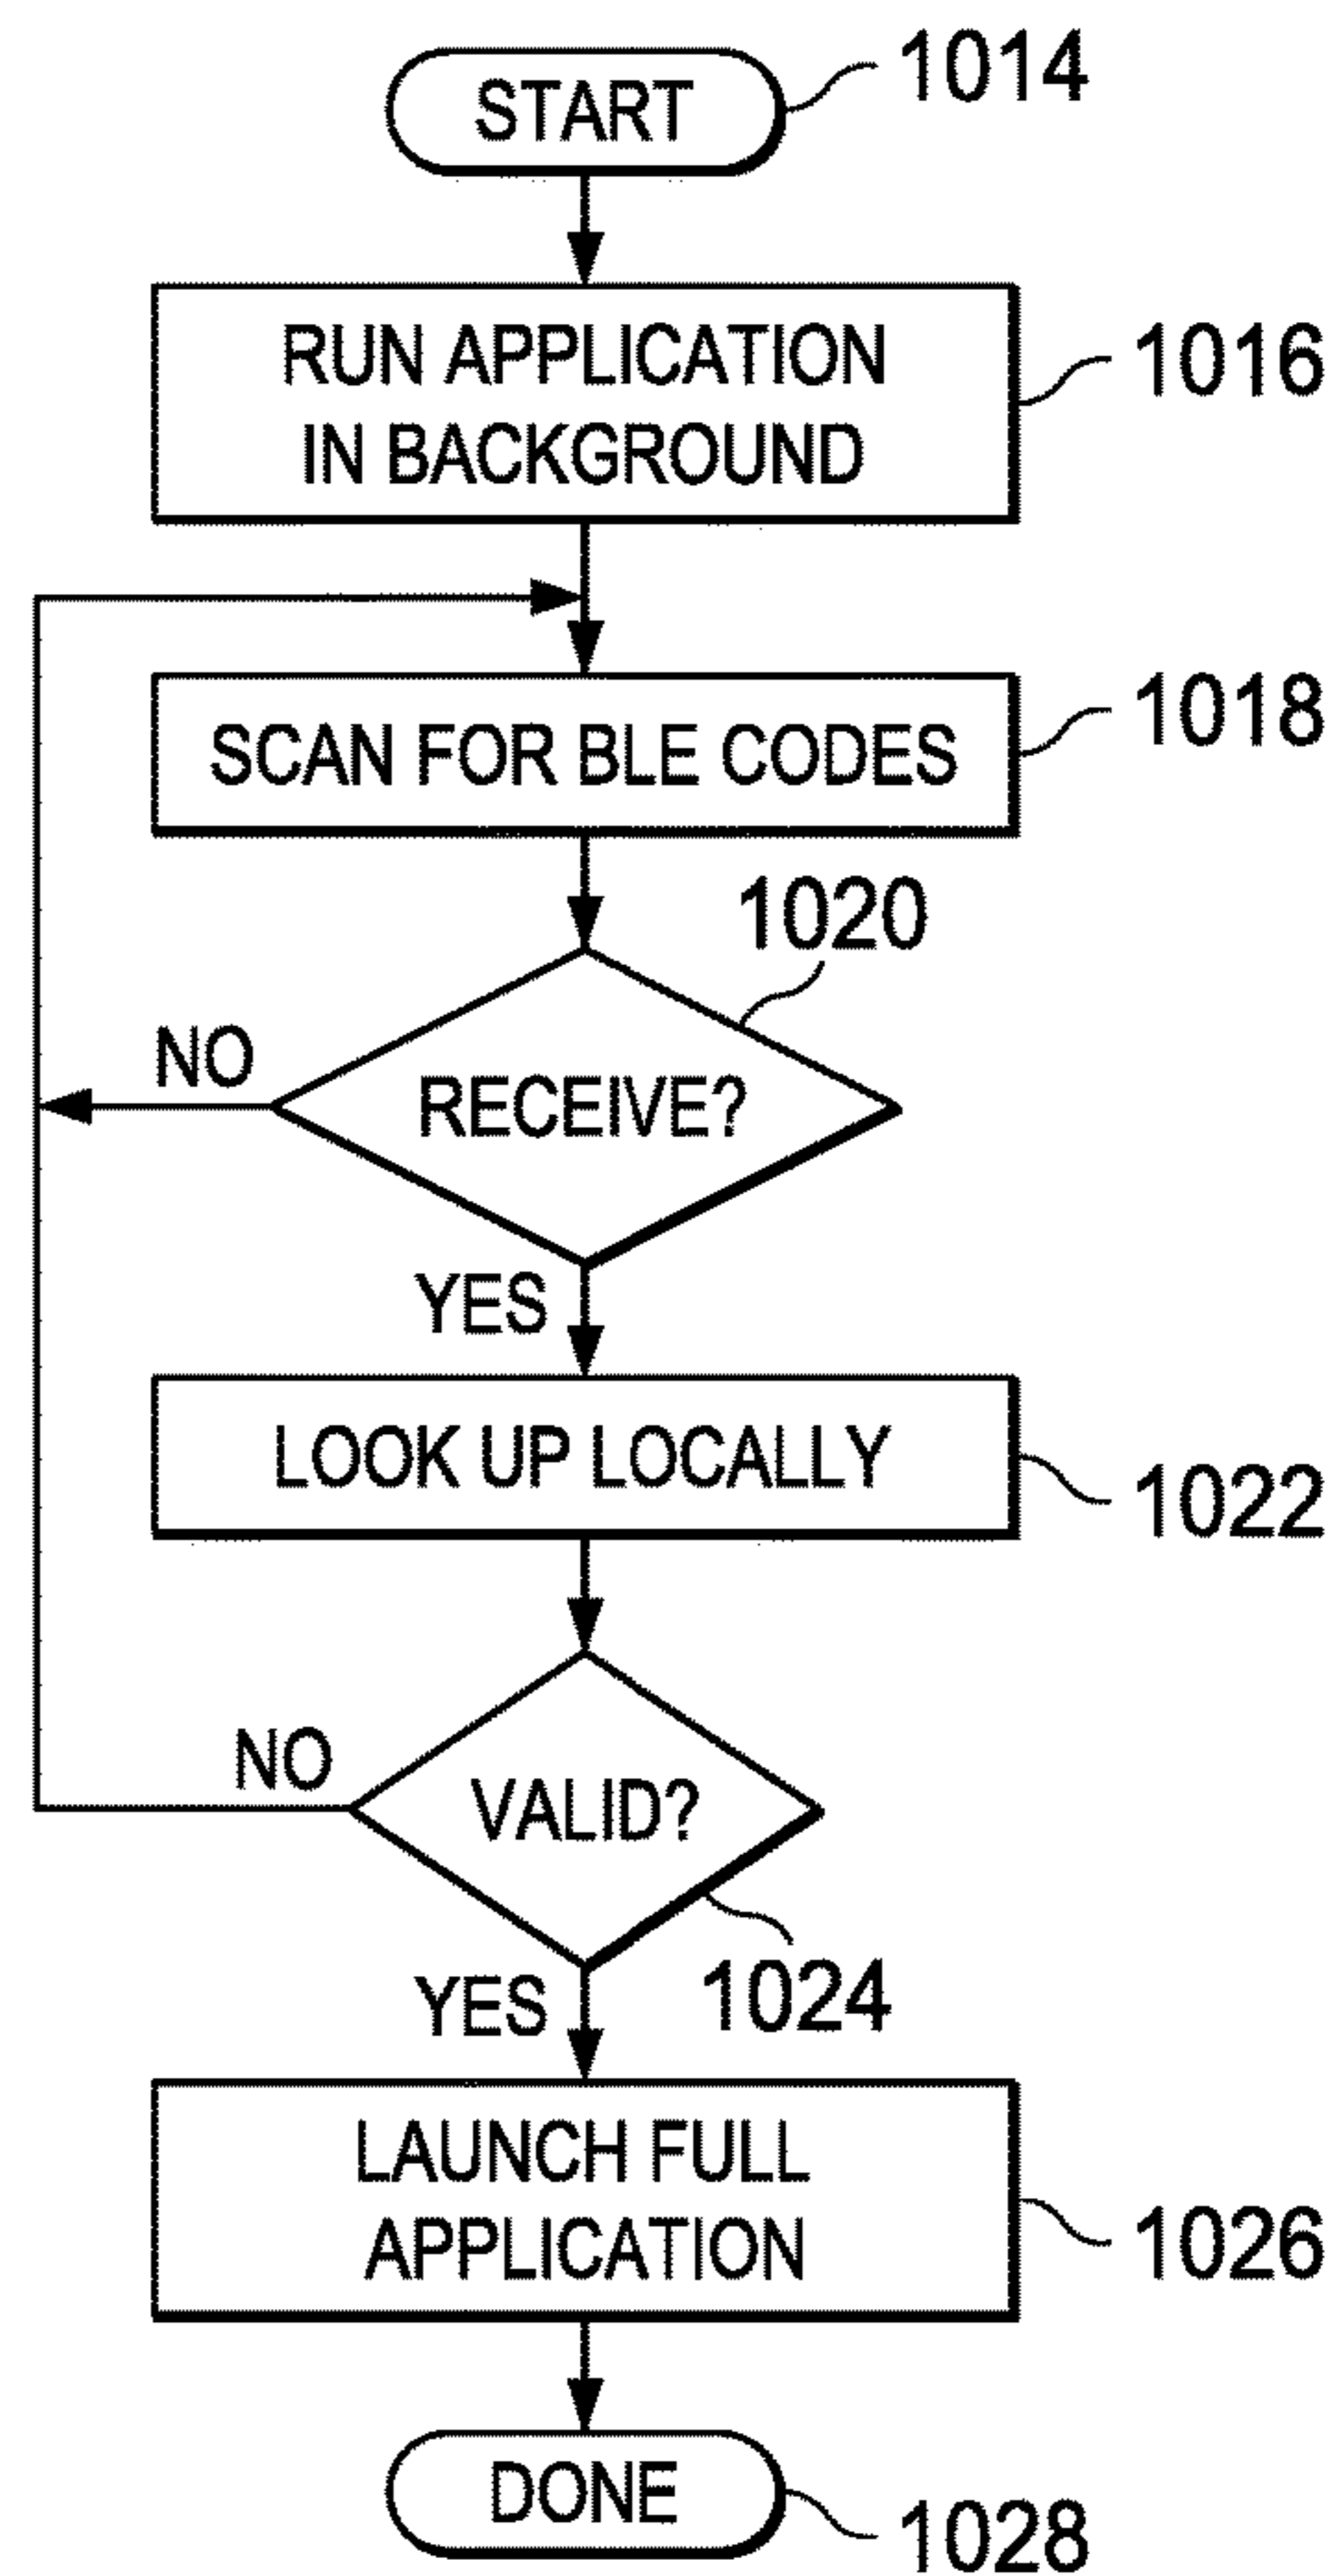 START
1014
RUN APPLICATION
IN BACKGROUND
1016
SCAN FOR BLE CODES
1018
1020
NO
RECEIVE?
YES
LOOK UP LOCALLY
1022
NO
VALID?
YES
1024
LAUNCH FULL
APPLICATION
1026
DONE
1028